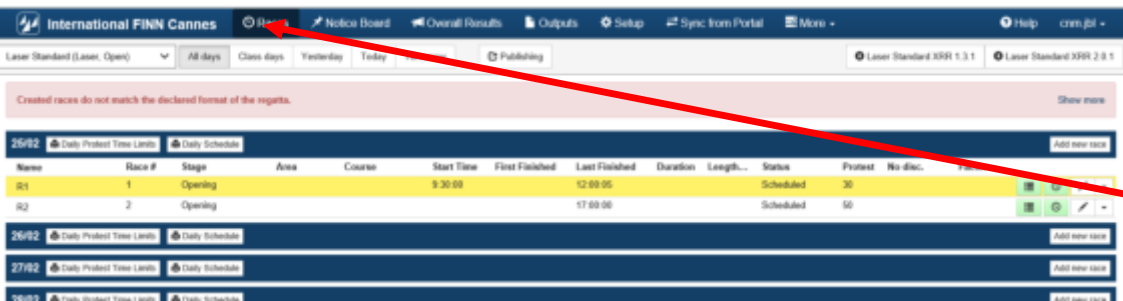 International FINN Cannes Notice Board Overall Results Outputs Setup Sync from Portal More Help cnm.jbl
Laser Standard (Laser, Open) All days Class days Yesterday Today Publishing Laser Standard XRR 1.3.1 Laser Standard XRR 2.0.1
Created races do not match the declared format of the regatta. Show more
25/02 Daily Protest Time Limits Daily Schedule Add new race
Name Race # Stage Area Course Start Time First Finished Last Finished Duration Length... Status Protest No disc.
R1 1 Opening 9:30:00 12:00:05 Scheduled 30
R2 2 Opening 17:00:00 Scheduled 50
26/02 Daily Protest Time Limits Daily Schedule Add new race
27/02 Daily Protest Time Limits Daily Schedule Add new race
28/02 Daily Protest Time Limits Daily Schedule Add new race